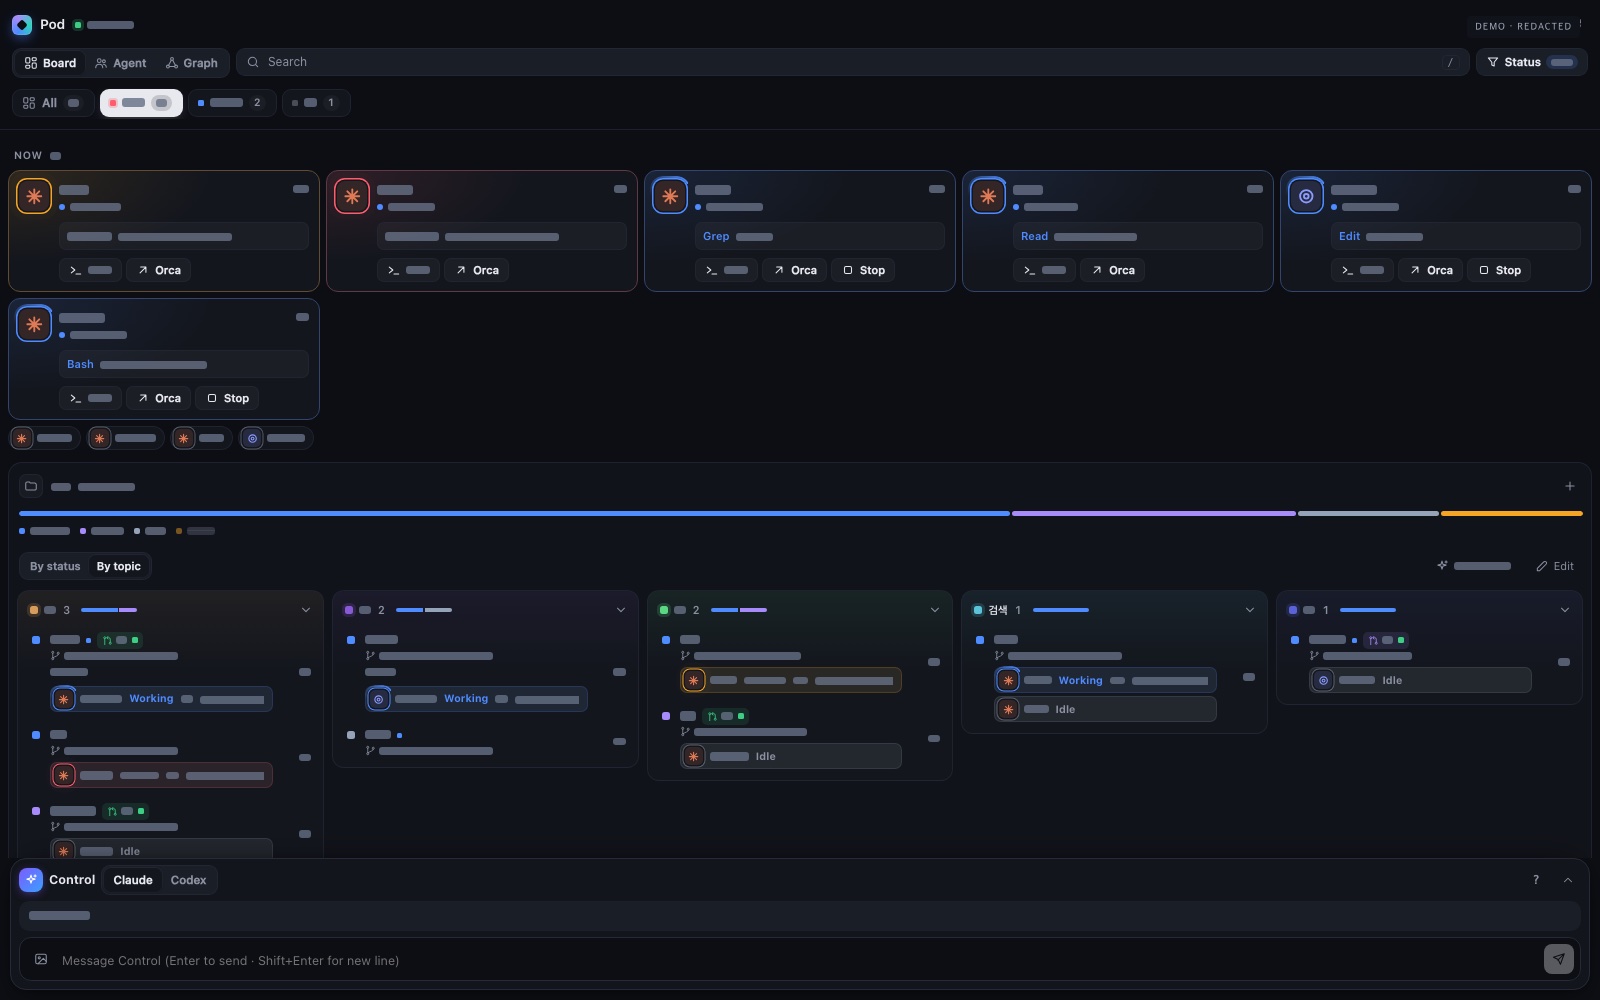 Pod
DEMO · REDACTED
Board Agent Graph
Search /
Status
All
2
1
NOW
Orca
Orca
Grep
Orca Stop
Read
Orca
Edit
Orca Stop
Bash
Orca Stop
By status By topic
Edit
3
Working
Idle
2
Working
2
Idle
검색 1
Working
Idle
1
Idle
Control Claude Codex ?
Message Control (Enter to send · Shift+Enter for new line)